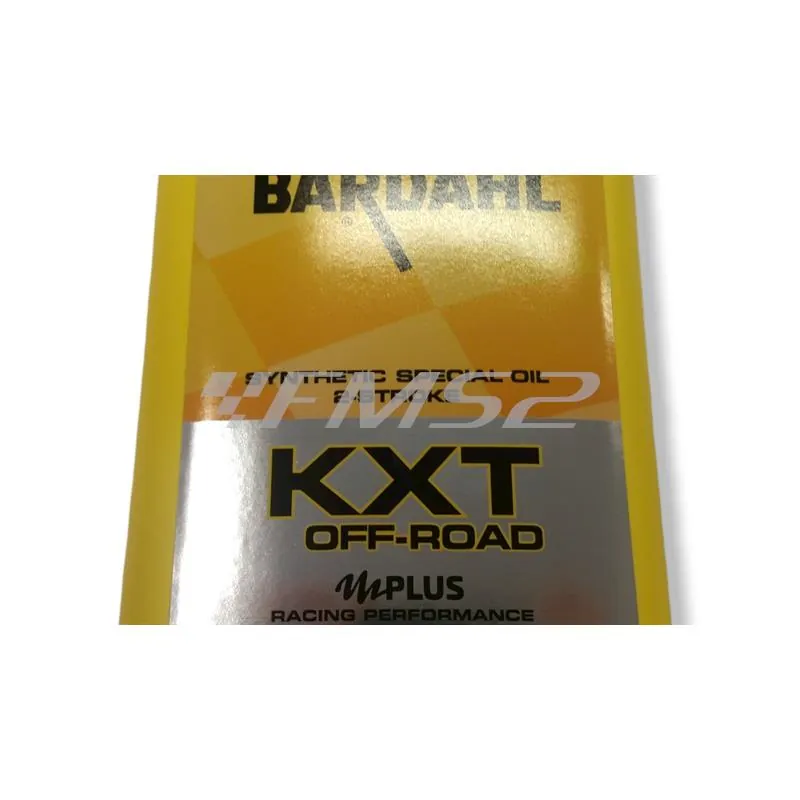 BARDAHL
®
SYNTHETIC SPECIAL OIL
2-STROKE
FMS2
KXT
OFF-ROAD
PLUS
RACING PERFORMANCE